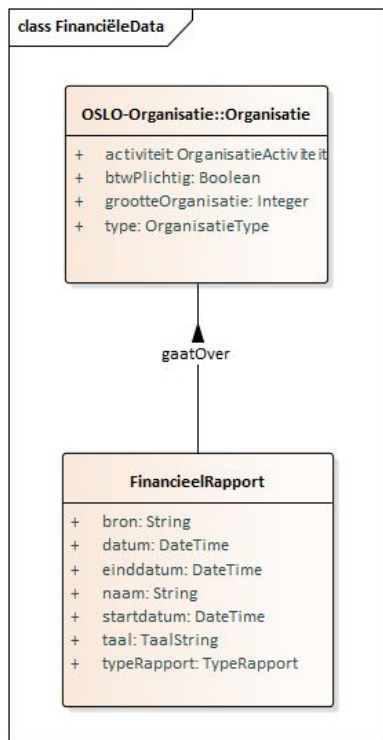 class FinanciëleData
OSLO-Organisatie::Organisatie
+ activiteit: OrganisatieActiviteit
+ btwPlichtig: Boolean
+ grootteOrganisatie: Integer
+ type: OrganisatieType
gaatOver
FinancieelRapport
+ bron: String
+ datum: DateTime
+ einddatum: DateTime
+ naam: String
+ startdatum: DateTime
+ taal: TaalString
+ typeRapport: TypeRapport